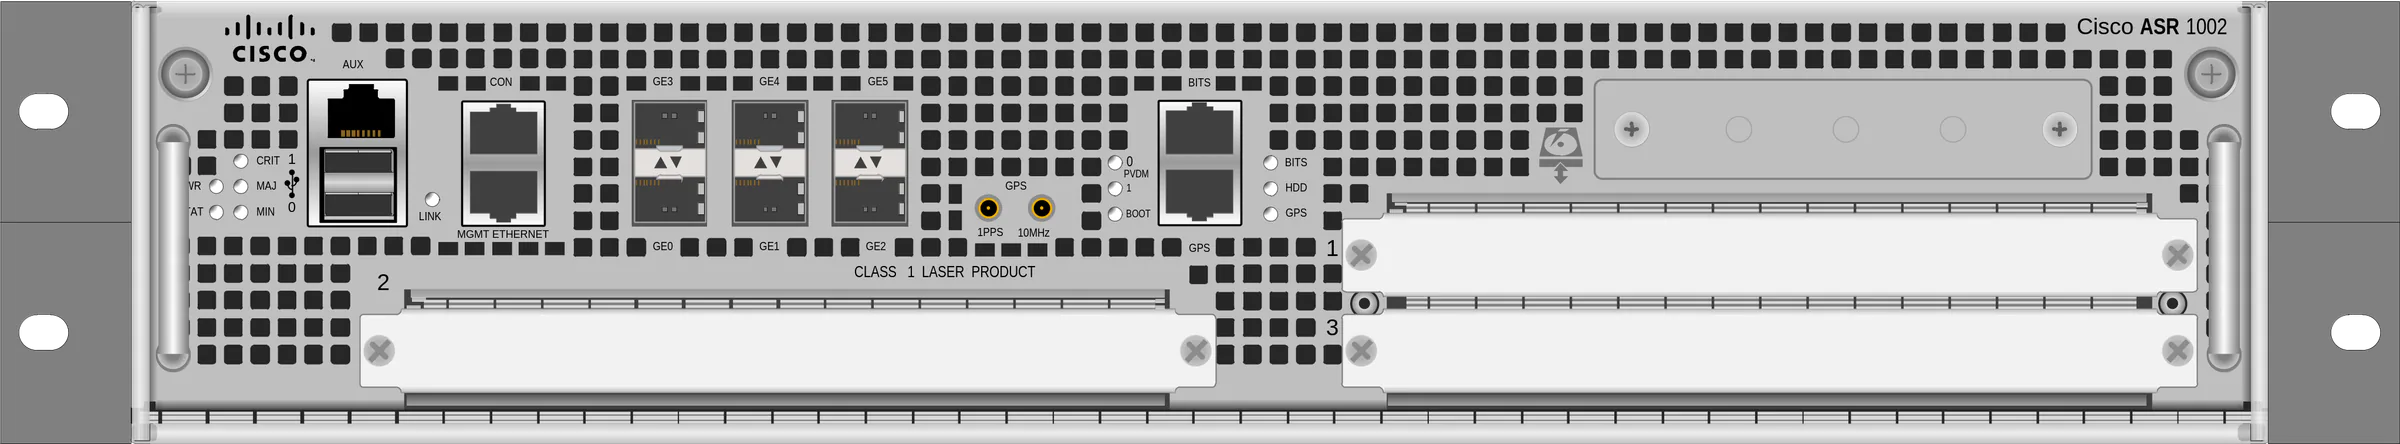 CISCO
Cisco ASR 1002
AUX
CON
GE3
GE4
GE5
BITS
CRIT
1
MAJ
MIN
0
LINK
MGMT ETHERNET
GE0
GE1
GE2
GPS
1PPS
10MHz
0
PVDM
1
BOOT
GPS
BITS
HDD
GPS
CLASS 1 LASER PRODUCT
1
2
3